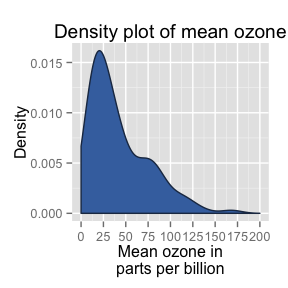 Density plot of mean ozone
0.015
0.010
0.005
0.000
Density
0 25 50 75 100 125 150 175 200
Mean ozone in
parts per billion